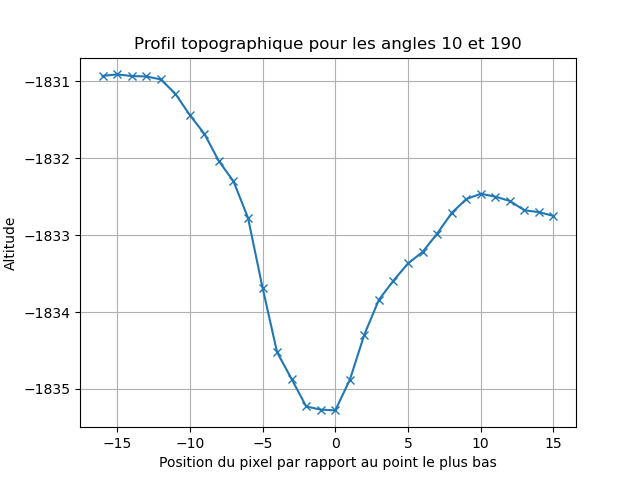 Profil topographique pour les angles 10 et 190
Altitude
−1831
−1832
−1833
−1834
−1835
−15 −10 −5 0 5 10 15
Position du pixel par rapport au point le plus bas